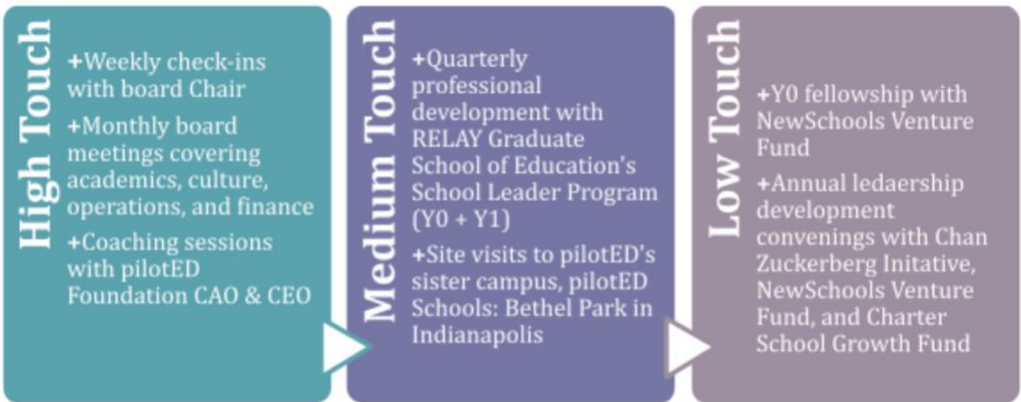 High Touch
+Weekly check-ins
with board Chair
+Monthly board
meetings covering
academics, culture,
operations, and finance
+Coaching sessions
with pilotED
Foundation CAO & CEO
Medium Touch
+Quarterly
professional
development with
RELAY Graduate
School of Education's
School Leader Program
(Y0 + Y1)
+Site visits to pilotED's
sister campus, pilotED
Schools: Bethel Park in
Indianapolis
Low Touch
+Y0 fellowship with
NewSchools Venture
Fund
+Annual ledaership
development
convenings with Chan
Zuckerberg Initative,
NewSchools Venture
Fund, and Charter
School Growth Fund